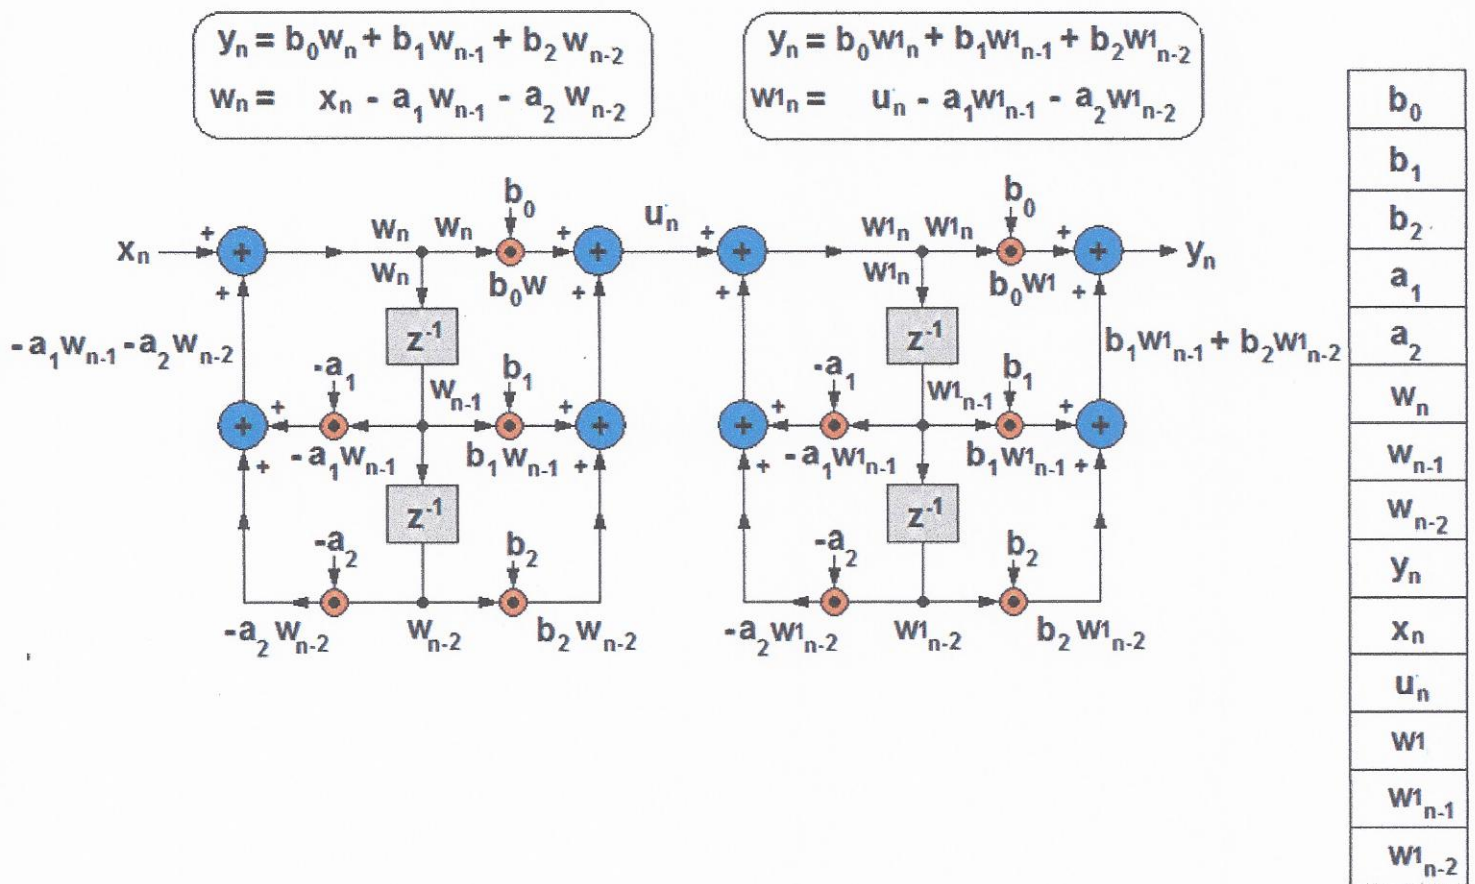 yn = b0wn + b1wn-1 + b2wn-2
wn = xn - a1wn-1 - a2wn-2
yn = b0w1n + b1w1n-1 + b2w1n-2
w1n = un - a1w1n-1 - a2w1n-2
b0
b0
un
+ wn wn + + w1n w1n +
xn + + + + yn
wn w1n
+ b0w + + b0w1 +
z-1 z-1
-a1wn-1 - a2wn-2
b1w1n-1 + b2w1n-2
-a1 b1 -a1 b1
wn-1 w1n-1
+ + + +
+ + + +
+ -a1wn-1 b1wn-1 + + -a1w1n-1 b1w1n-1 +
z-1 z-1
-a2 b2 -a2 b2
-a2wn-2 wn-2 b2wn-2 -a2w1n-2 w1n-2 b2w1n-2
b0
b1
b2
a1
a2
wn
wn-1
wn-2
yn
xn
un
w1
w1n-1
w1n-2